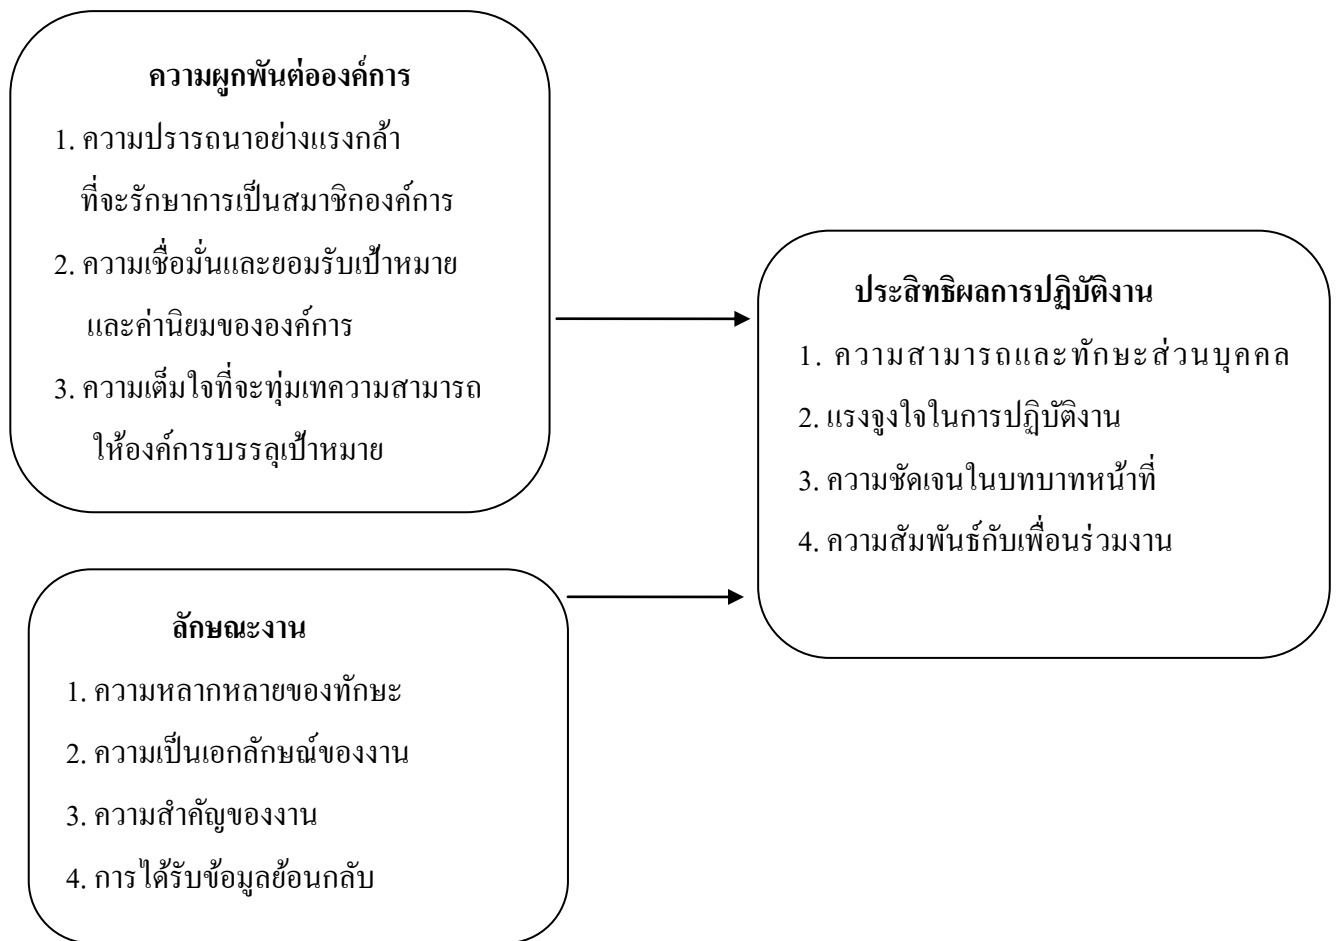 ความผูกพันต่อองค์การ
1. ความปรารถนาอย่างแรงกล้า
ที่จะรักษาการเป็นสมาชิกองค์การ
2. ความเชื่อมั่นและยอมรับเป้าหมาย
และค่านิยมขององค์การ
3. ความเต็มใจที่จะทุ่มเทความสามารถ
ให้องค์การบรรลุเป้าหมาย
ประสิทธิผลการปฏิบัติงาน
1. ความสามารถและทักษะส่วนบุคคล
2. แรงจูงใจในการปฏิบัติงาน
3. ความชัดเจนในบทบาทหน้าที่
4. ความสัมพันธ์กับเพื่อนร่วมงาน
ลักษณะงาน
1. ความหลากหลายของทักษะ
2. ความเป็นเอกลักษณ์ของงาน
3. ความสำคัญของงาน
4. การได้รับข้อมูลย้อนกลับ